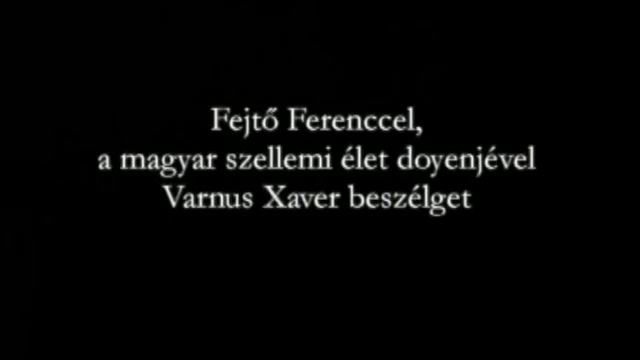 Fejtő Ferenccel,
a magyar szellemi élet doyenjével
Varnus Xaver beszélget